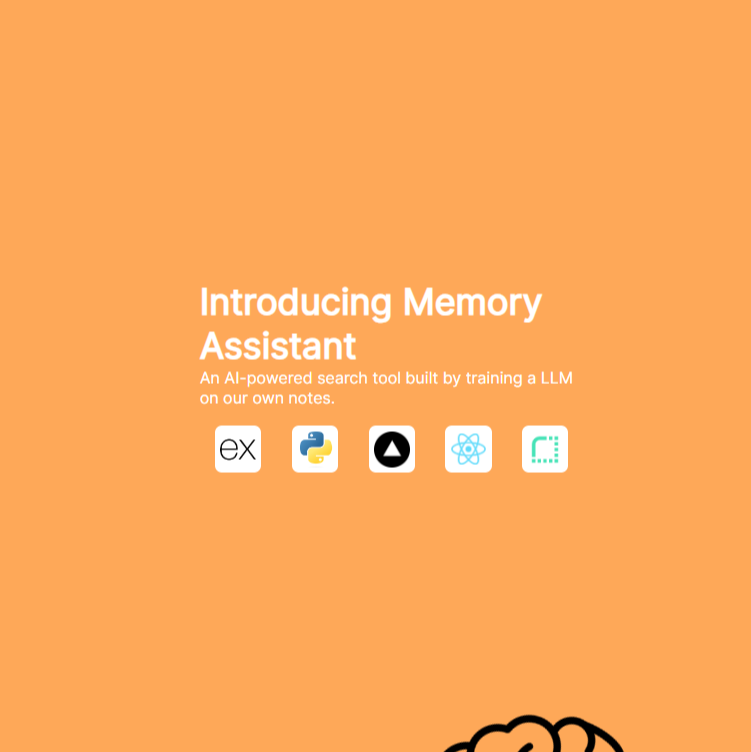 Introducing Memory
Assistant
An AI-powered search tool built by training a LLM
on our own notes.
ex